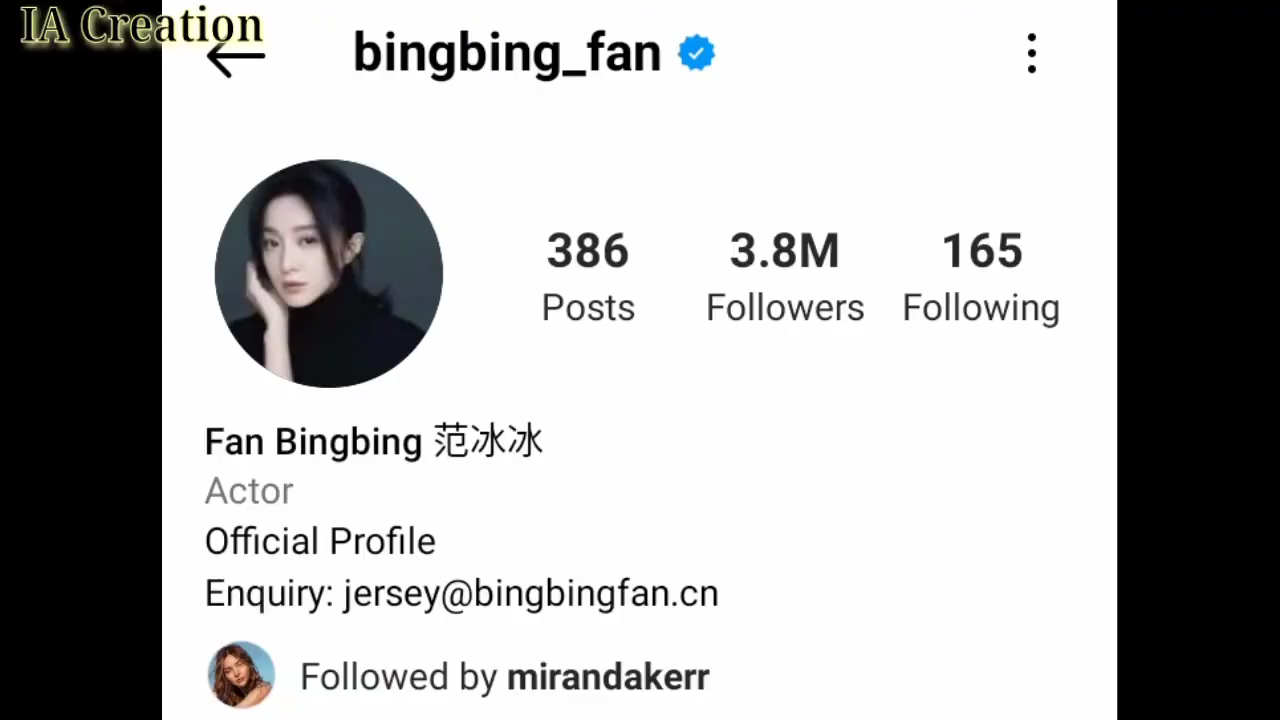 IA Creation
bingbing_fan
386 3.8M 165
Posts Followers Following
Fan Bingbing 范冰冰
Actor
Official Profile
Enquiry: jersey@bingbingfan.cn
Followed by mirandakerr